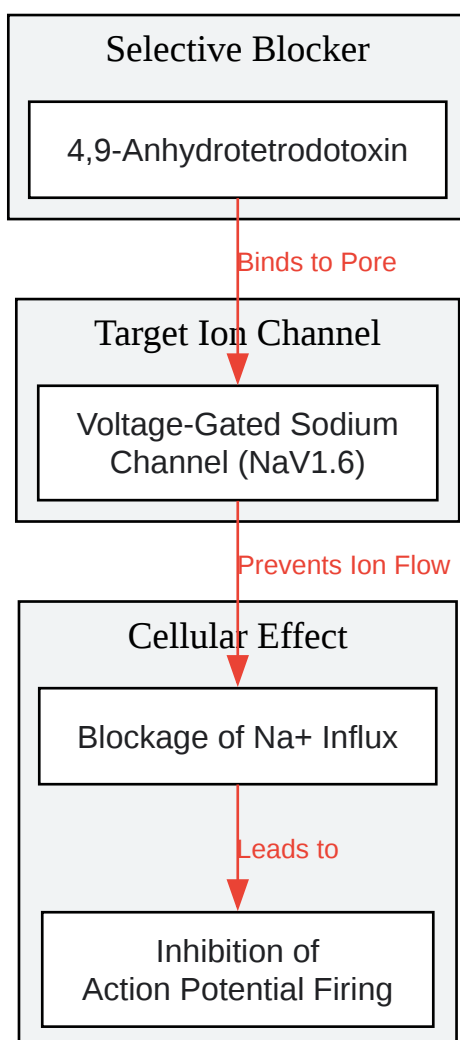 Selective Blocker
4,9-Anhydrotetrodotoxin
Binds to Pore
Target Ion Channel
Voltage-Gated Sodium
Channel (NaV1.6)
Prevents Ion Flow
Cellular Effect
Blockage of Na+ Influx
Leads to
Inhibition of
Action Potential Firing